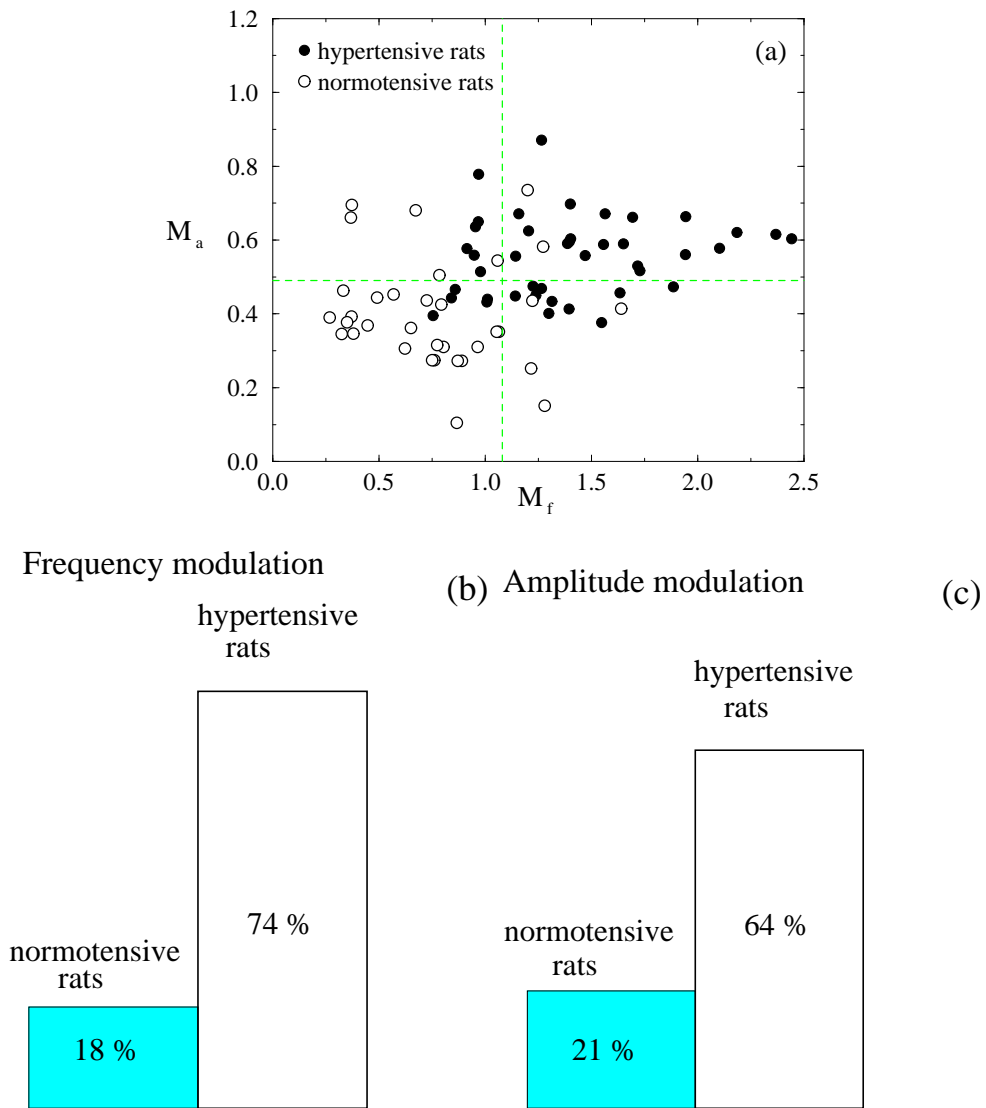 1.2
1.0
0.8
0.6
0.4
0.2
0.0
M a
hypertensive rats
normotensive rats
(a)
0.0 0.5 1.0 1.5 2.0 2.5
M f
Frequency modulation
(b)
hypertensive
rats
74 %
normotensive
rats
18 %
Amplitude modulation
(c)
hypertensive
rats
64 %
normotensive
rats
21 %